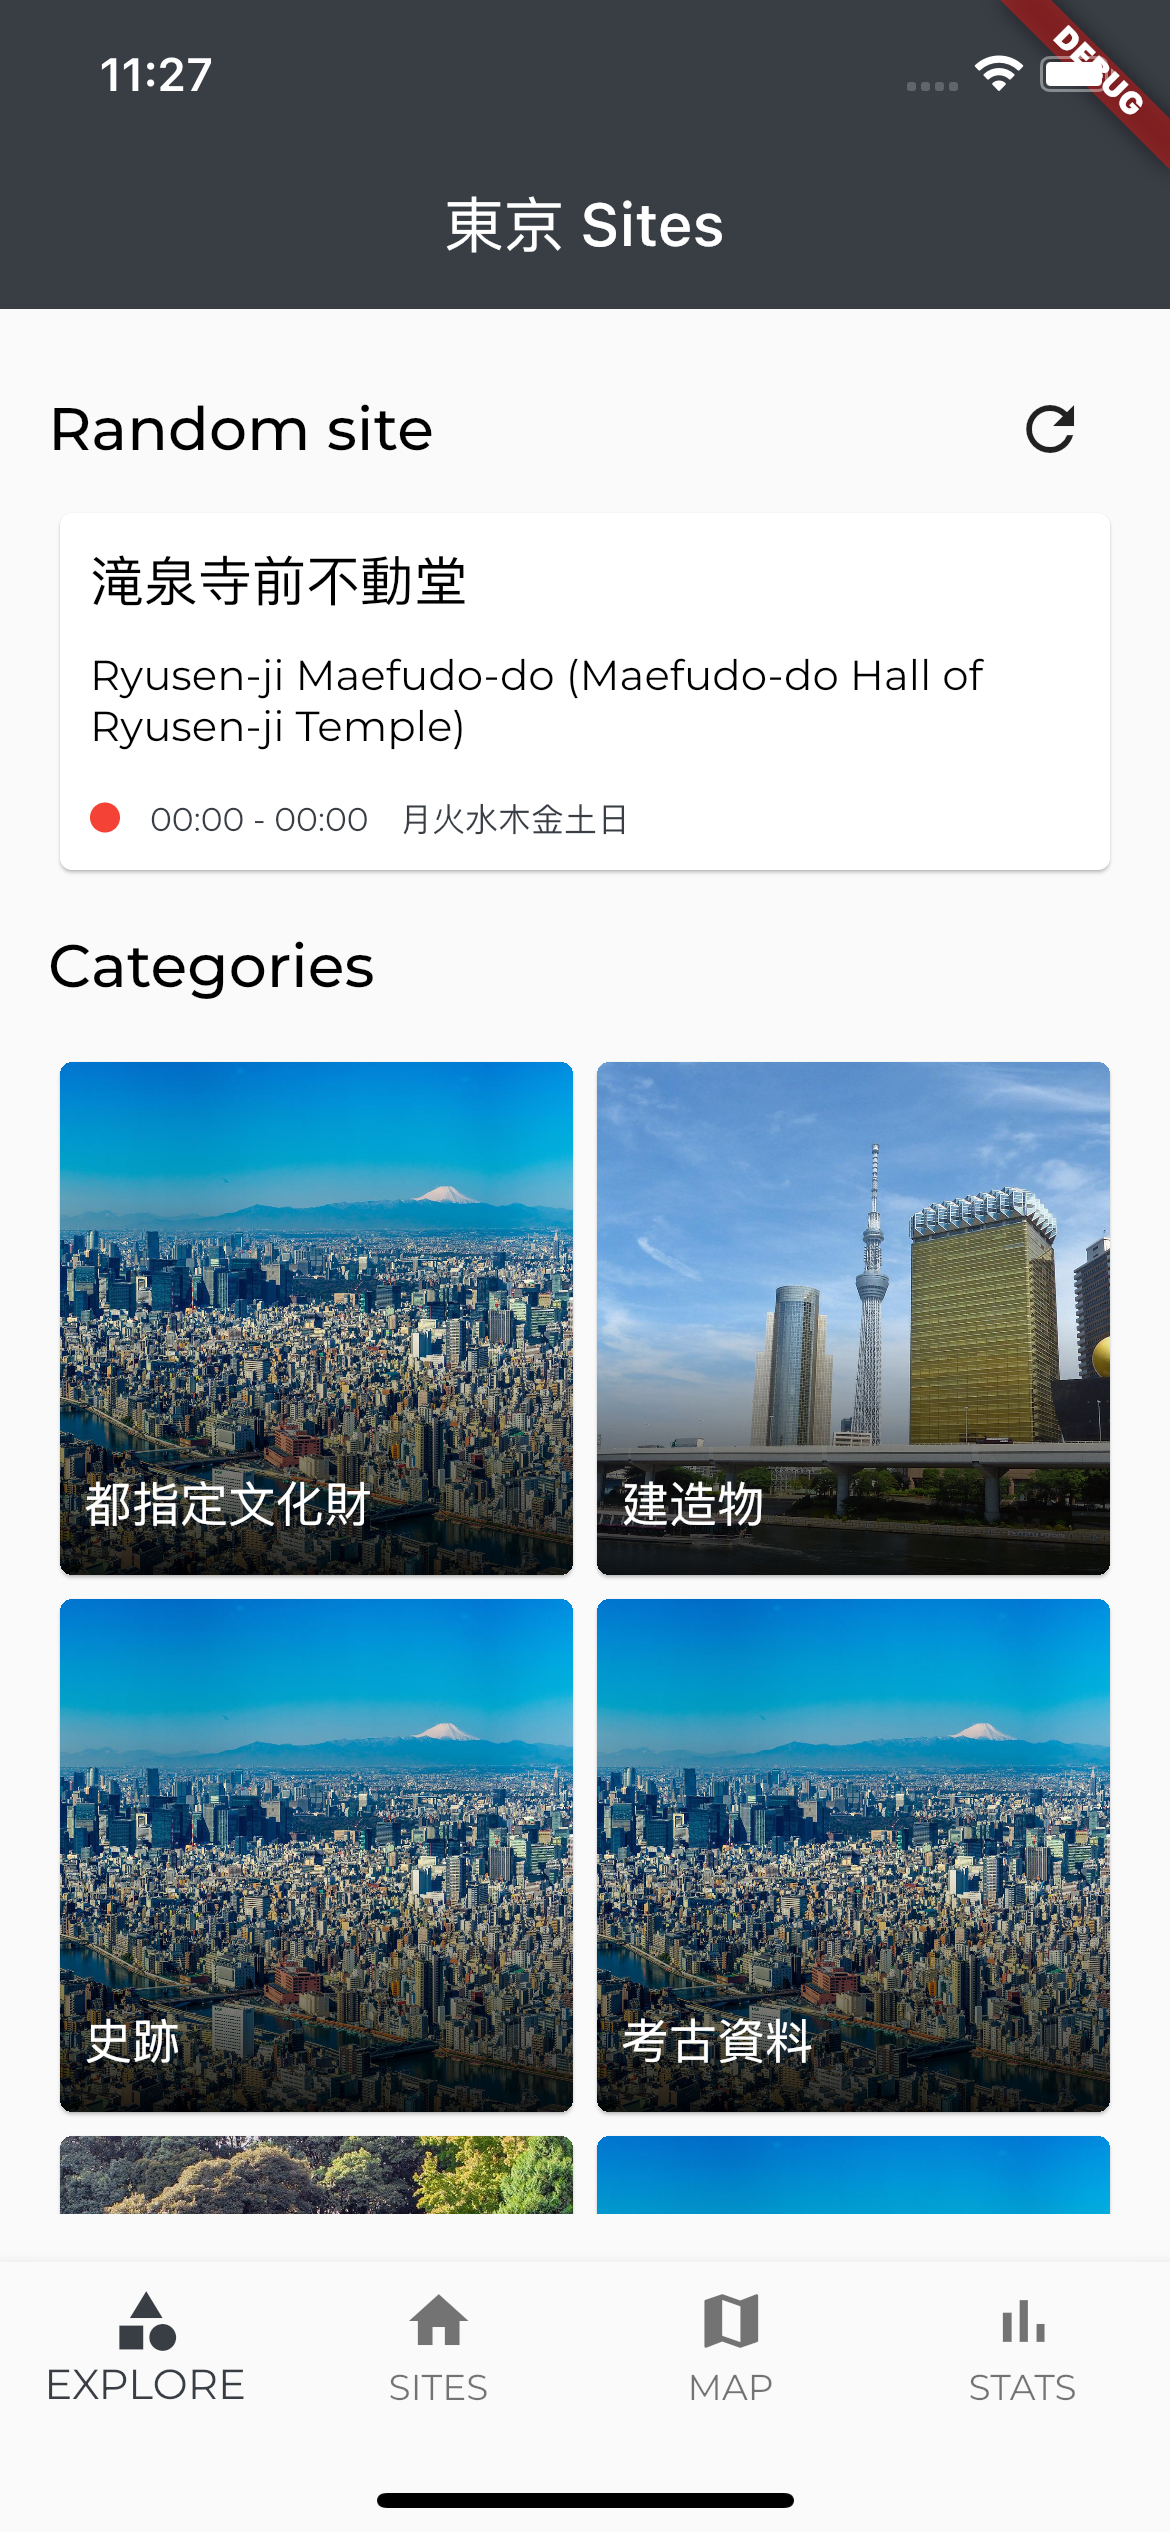 11:27
DEBUG
東京 Sites
Random site
滝泉寺前不動堂
Ryusen-ji Maefudo-do (Maefudo-do Hall of
Ryusen-ji Temple)
00:00 - 00:00 月火水木金土日
Categories
都指定文化財
建造物
史跡
考古資料
EXPLORE
SITES
MAP
STATS